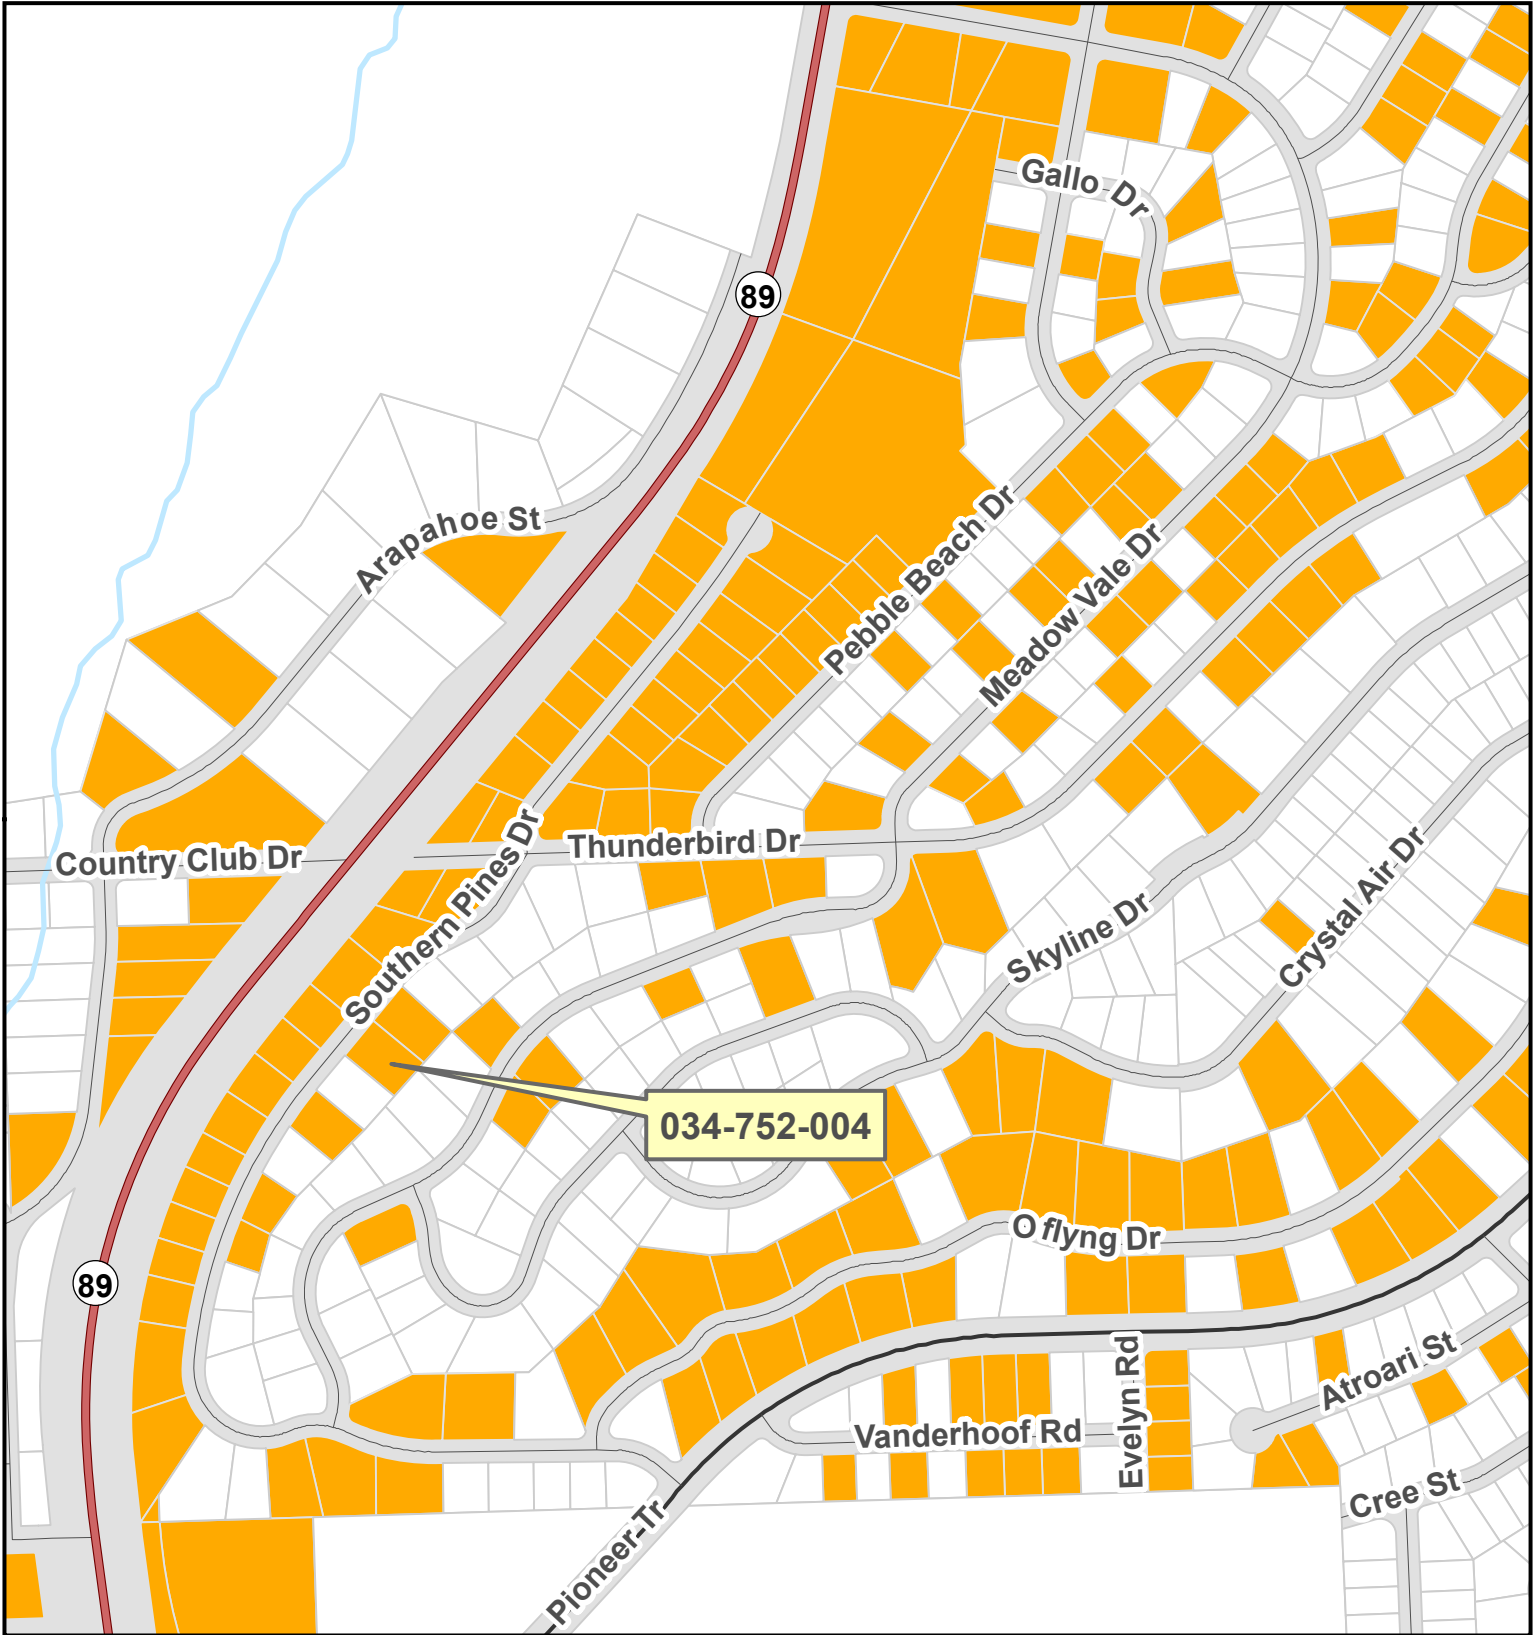 Gallo Dr
89
Arapahoe St
Pebble Beach Dr
Meadow Vale Dr
Country Club Dr
Thunderbird Dr
Southern Pines Dr
Crystal Air Dr
Skyline Dr
034-752-004
O flyng Dr
89
Evelyn Rd
Atroari St
Vanderhoof Rd
Cree St
Pioneer Tr